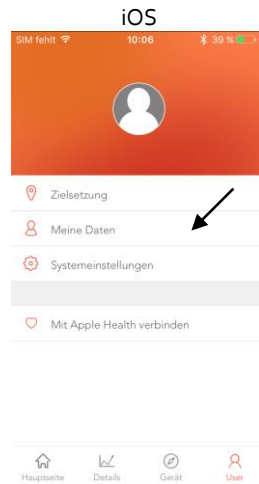 iOS
SIM fehlt 10:06 39 %
Zielsetzung
Meine Daten
Systemeinstellungen
Mit Apple Health verbinden
Hauptseite Details Gerät User